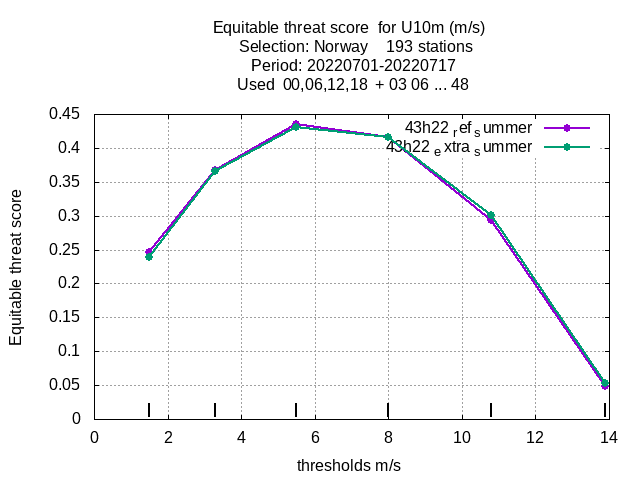 Equitable threat score for U10m (m/s)
Selection: Norway 193 stations
Period: 20220701-20220717
Used 00,06,12,18 + 03 06 ... 48
43h22 ref summer
43h22 extra summer
Equitable threat score
0.45
0.4
0.35
0.3
0.25
0.2
0.15
0.1
0.05
0
0 2 4 6 8 10 12 14
thresholds m/s